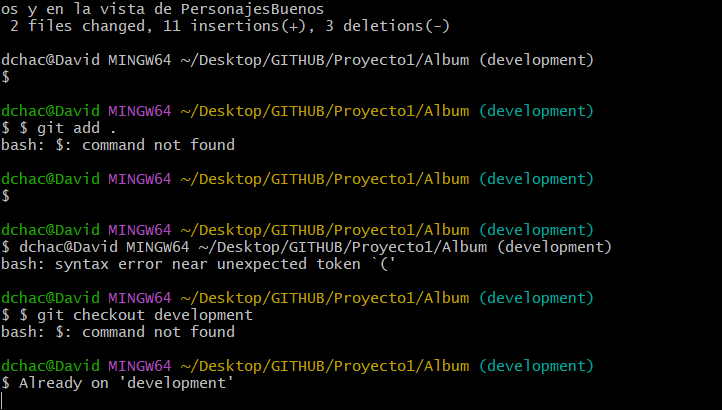 os y en la vista de PersonajesBuenos
 2 files changed, 11 insertions(+), 3 deletions(-)
dchac@David MINGW64 ~/Desktop/GITHUB/Proyecto1/Album (development)
$
dchac@David MINGW64 ~/Desktop/GITHUB/Proyecto1/Album (development)
$ $ git add .
bash: $: command not found
dchac@David MINGW64 ~/Desktop/GITHUB/Proyecto1/Album (development)
$
dchac@David MINGW64 ~/Desktop/GITHUB/Proyecto1/Album (development)
$ dchac@David MINGW64 ~/Desktop/GITHUB/Proyecto1/Album (development)
bash: syntax error near unexpected token `('
dchac@David MINGW64 ~/Desktop/GITHUB/Proyecto1/Album (development)
$ $ git checkout development
bash: $: command not found
dchac@David MINGW64 ~/Desktop/GITHUB/Proyecto1/Album (development)
$ Already on 'development'